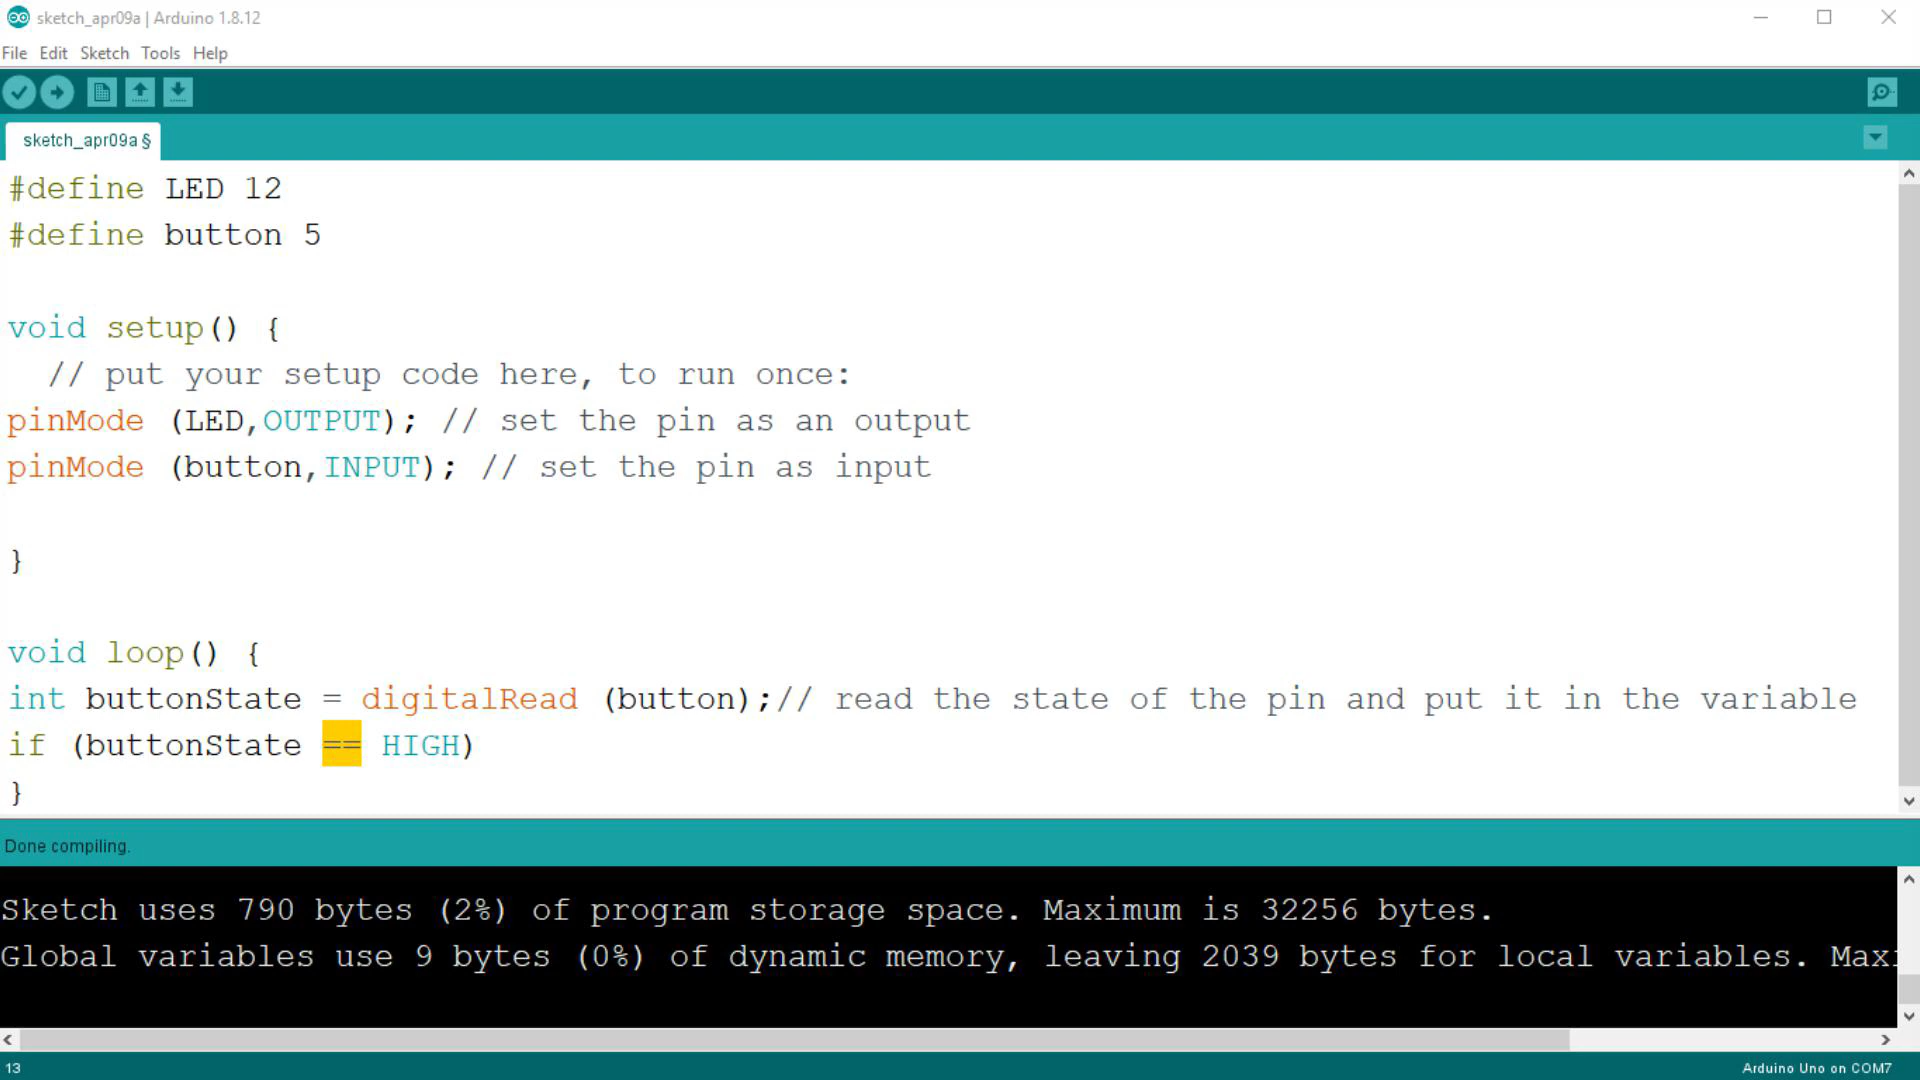 sketch_apr09a | Arduino 1.8.12
File Edit Sketch Tools Help
sketch_apr09a §
#define LED 12
#define button 5
void setup() {
// put your setup code here, to run once:
pinMode (LED,OUTPUT); // set the pin as an output
pinMode (button,INPUT); // set the pin as input
}
void loop() {
int buttonState = digitalRead (button);// read the state of the pin and put it in the variable
if (buttonState == HIGH)
}
Done compiling.
Sketch uses 790 bytes (2%) of program storage space. Maximum is 32256 bytes.
Global variables use 9 bytes (0%) of dynamic memory, leaving 2039 bytes for local variables.
13
Arduino Uno on COM7